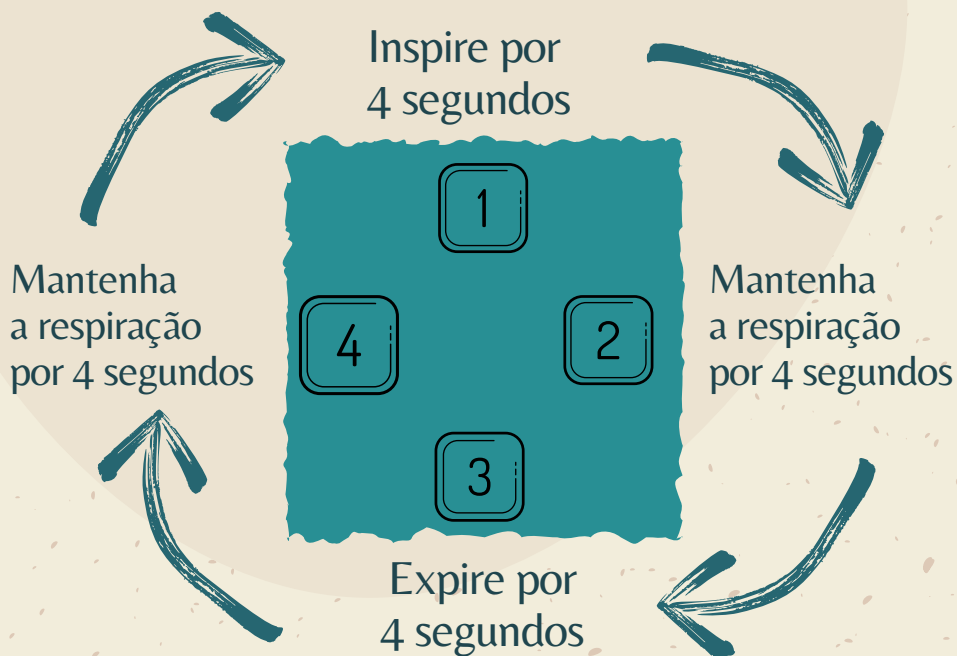 Inspire por
4 segundos
1
Mantenha
a respiração
por 4 segundos
4
2
Mantenha
a respiração
por 4 segundos
3
Expire por
4 segundos